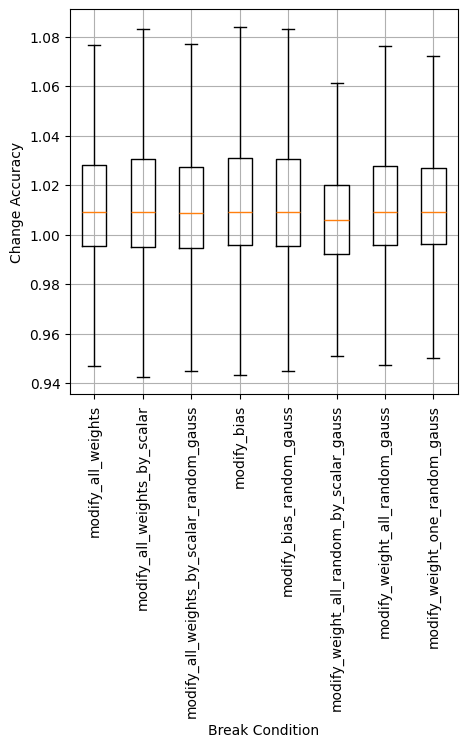 1.08
1.06
1.04
1.02
1.00
0.98
0.96
0.94
Change Accuracy
modify_all_weights
modify_all_weights_by_scalar
modify_all_weights_by_scalar_random_gauss
modify_bias
modify_bias_random_gauss
modify_weight_all_random_by_scalar_gauss
modify_weight_all_random_gauss
modify_weight_one_random_gauss
Break Condition